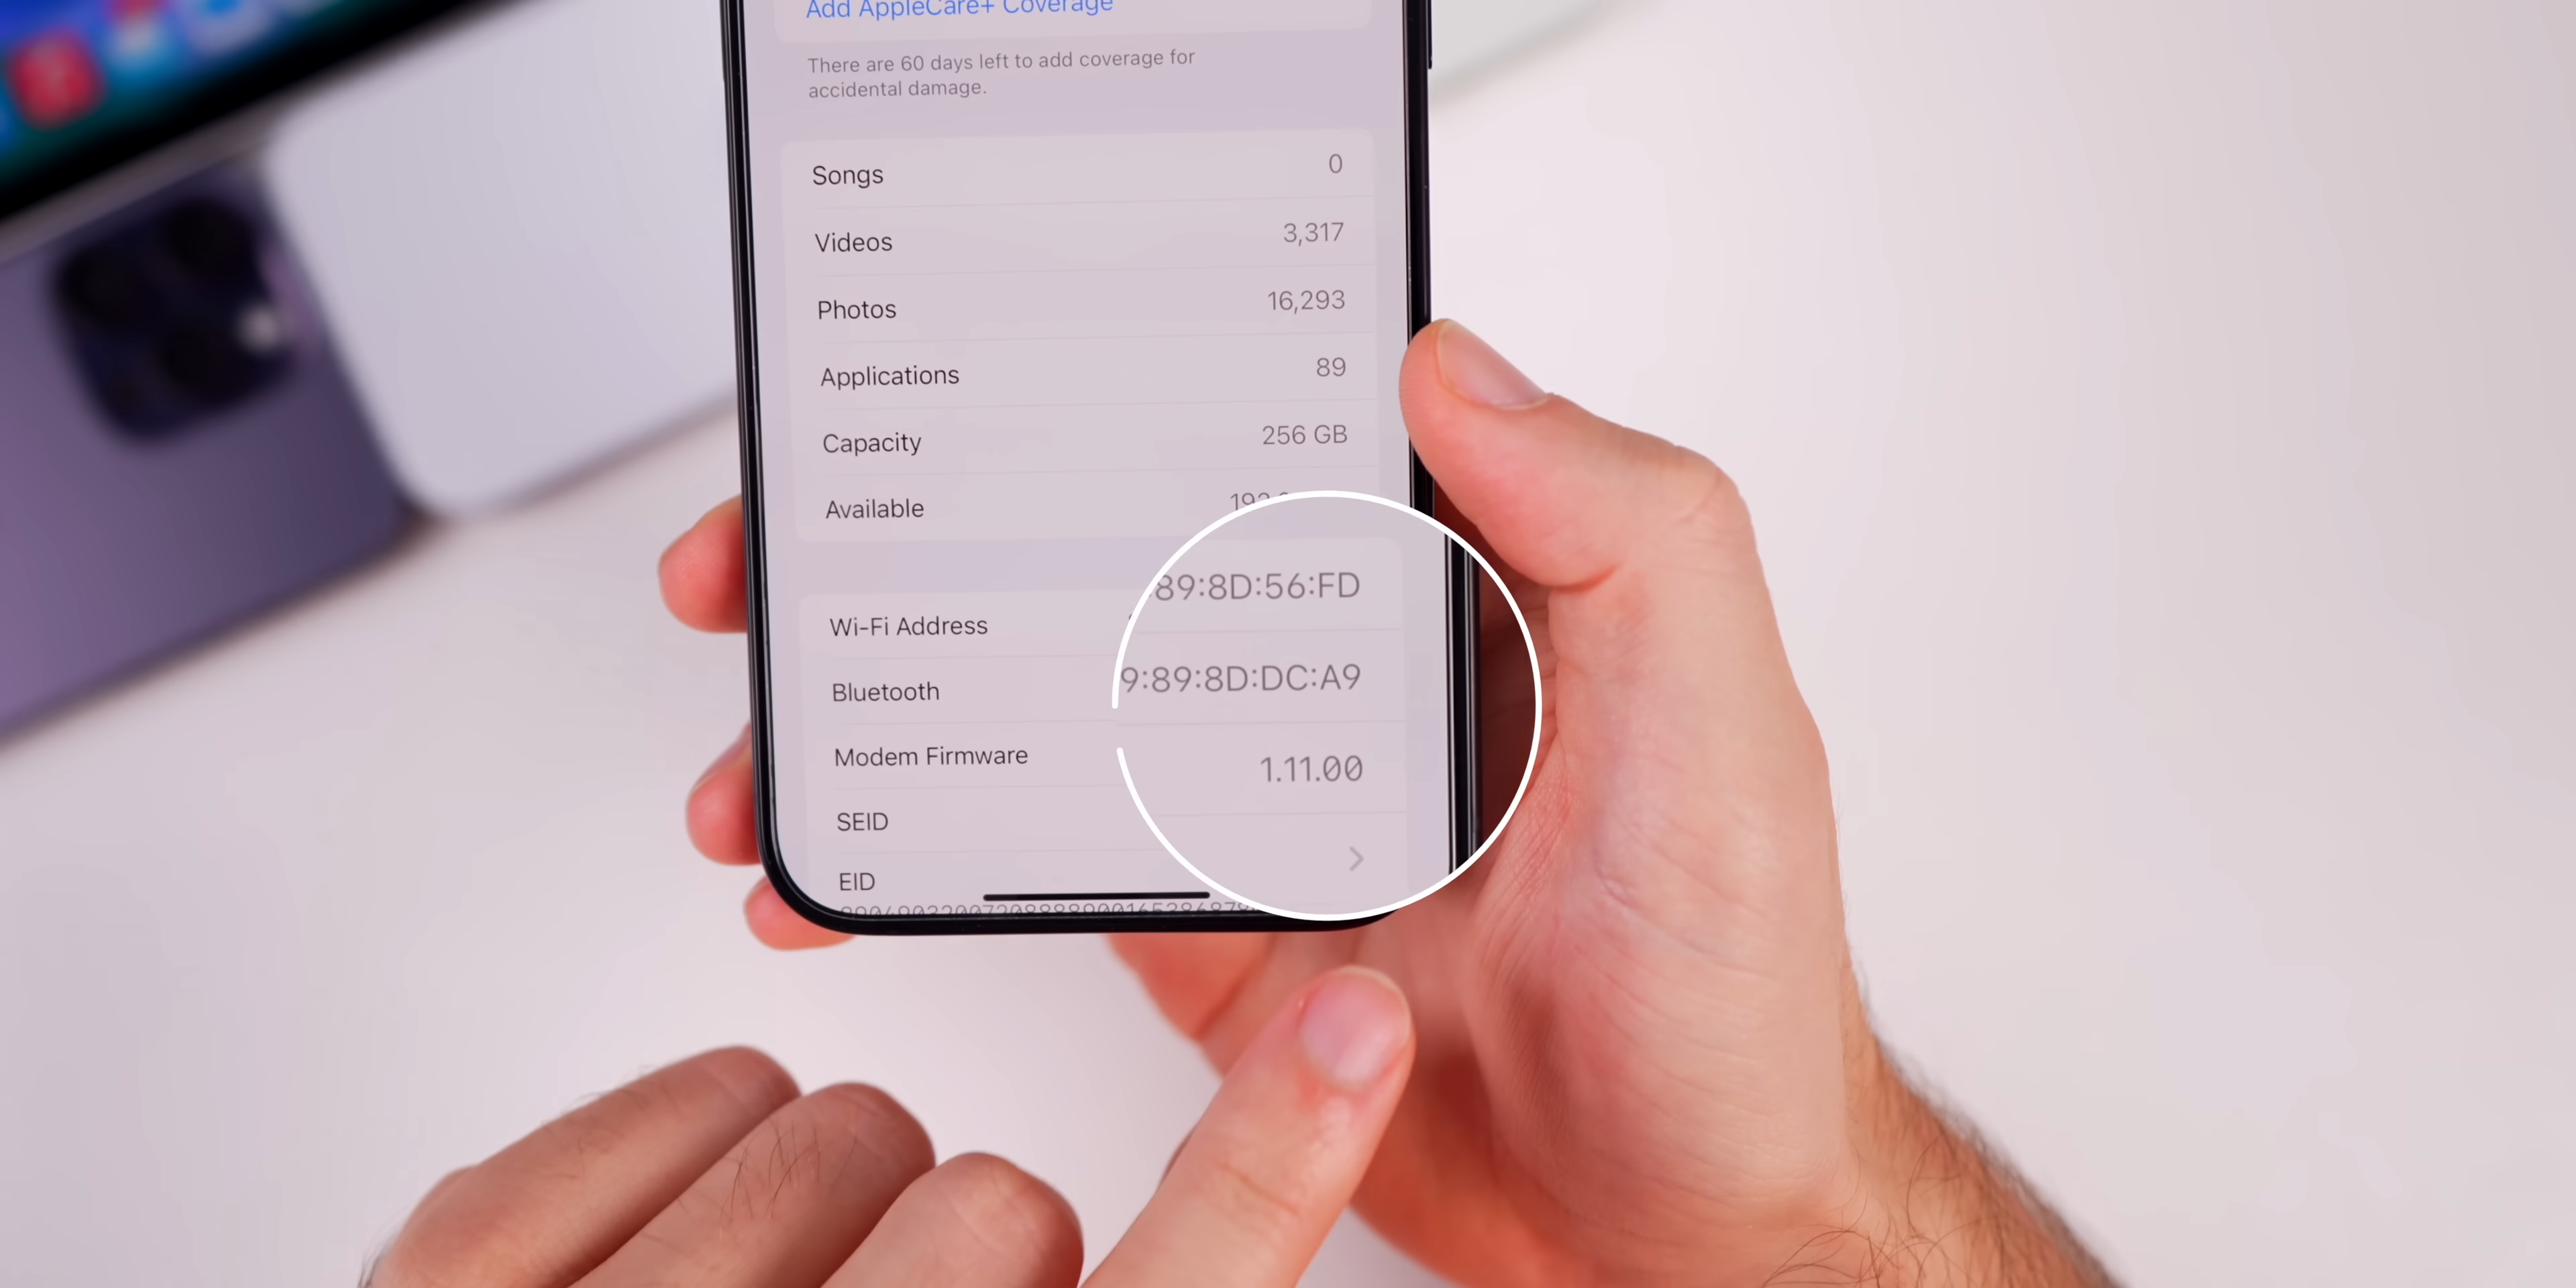 Add AppleCare+ Coverage
There are 60 days left to add coverage for
accidental damage.
Songs 0
Videos 3,317
Photos 16,293
Applications 89
Capacity 256 GB
Available
Wi-Fi Address :89:8D:56:FD
Bluetooth 9:89:8D:DC:A9
Modem Firmware 1.11.00
SEID
EID